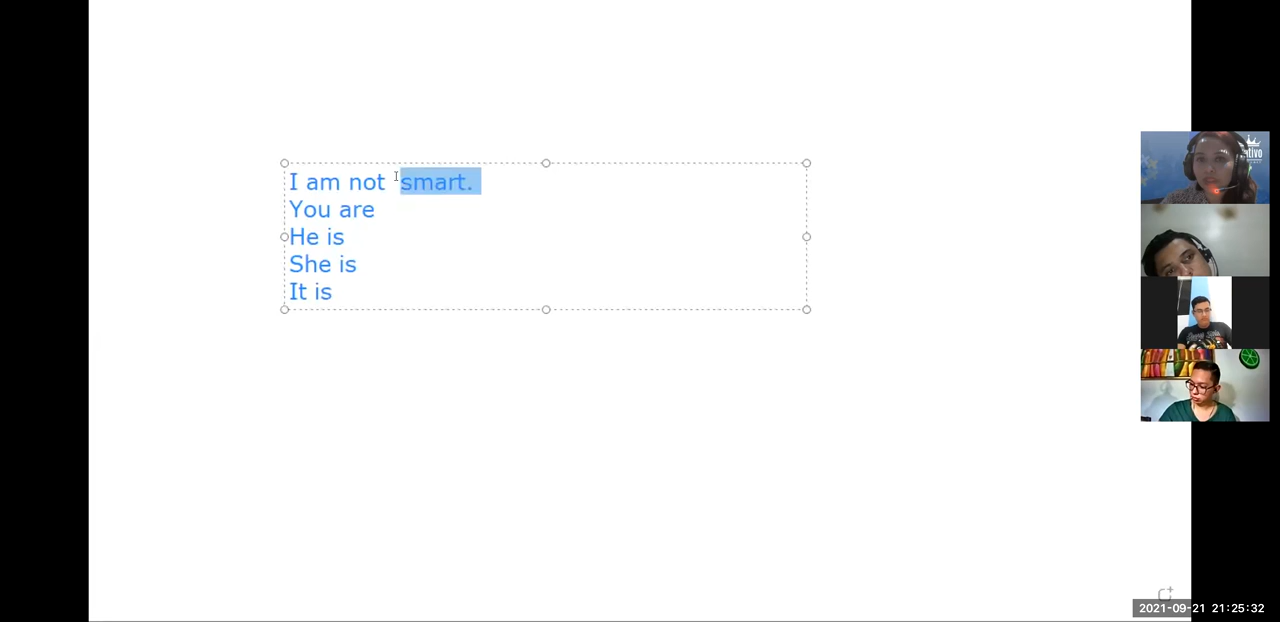 I am not smart.
You are
He is
She is
It is
2021-09-21 21:25:32